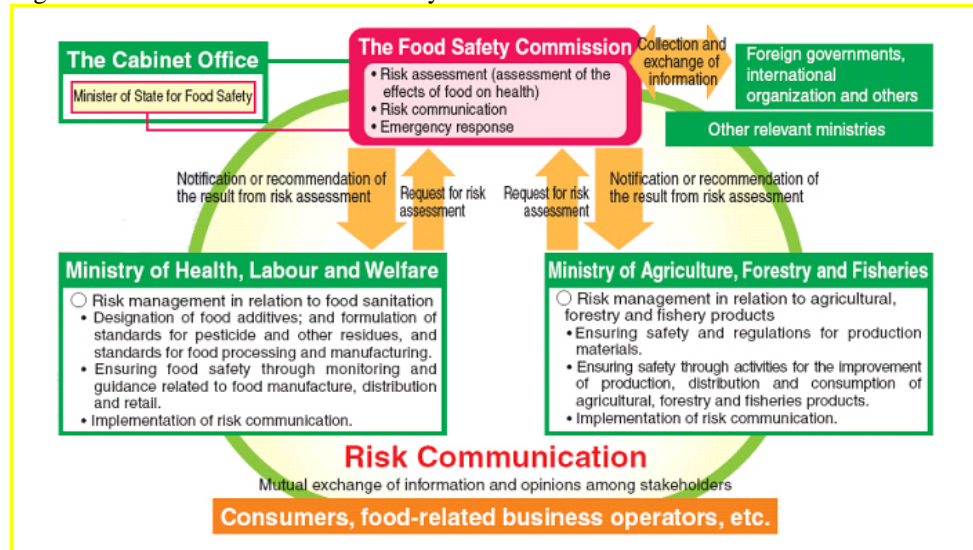 The Cabinet Office
Minister of State for Food Safety
The Food Safety Commission
• Risk assessment (assessment of the
effects of food on health)
• Risk communication
• Emergency response
Collection and
exchange of
information
Foreign governments,
international
organization and others
Other relevant ministries
Notification or recommendation of
the result from risk assessment
Request for risk
assessment
Request for risk
assessment
Notification or recommendation of
the result from risk assessment
Ministry of Health, Labour and Welfare
○ Risk management in relation to food sanitation
• Designation of food additives; and formulation of
standards for pesticide and other residues, and
standards for food processing and manufacturing.
• Ensuring food safety through monitoring and
guidance related to food manufacture, distribution
and retail.
• Implementation of risk communication.
Ministry of Agriculture, Forestry and Fisheries
○ Risk management in relation to agricultural,
forestry and fishery products
• Ensuring safety and regulations for production
materials.
• Ensuring safety through activities for the improvement
of production, distribution and consumption of
agricultural, forestry and fisheries products.
• Implementation of risk communication.
Risk Communication
Mutual exchange of information and opinions among stakeholders
Consumers, food-related business operators, etc.